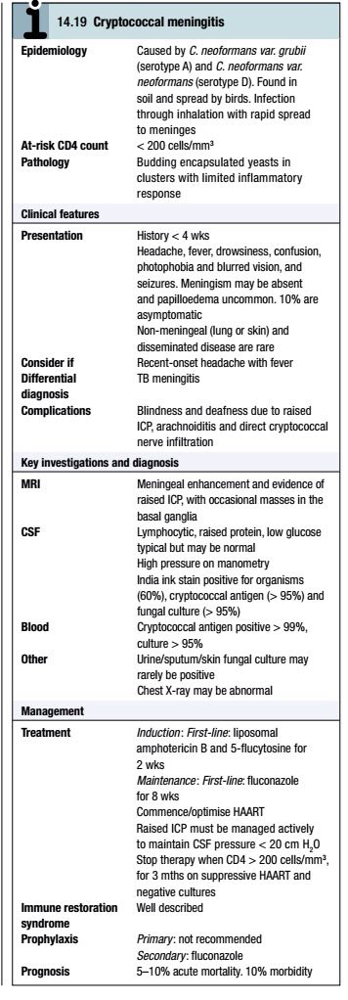 i 14.19 Cryptococcal meningitis
Epidemiology Caused by C. neoformans var. grubii
(serotype A) and C. neoformans var.
neoformans (serotype D). Found in
soil and spread by birds. Infection
through inhalation with rapid spread
to meninges
At-risk CD4 count < 200 cells/mm³
Pathology Budding encapsulated yeasts in
clusters with limited inflammatory
response
Clinical features
Presentation History < 4 wks
Headache, fever, drowsiness, confusion,
photophobia and blurred vision, and
seizures. Meningism may be absent
and papilloedema uncommon. 10% are
asymptomatic
Non-meningeal (lung or skin) and
disseminated disease are rare
Consider if Recent-onset headache with fever
Differential TB meningitis
diagnosis
Complications Blindness and deafness due to raised
ICP, arachnoiditis and direct cryptococcal
nerve infiltration
Key investigations and diagnosis
MRI Meningeal enhancement and evidence of
raised ICP, with occasional masses in the
basal ganglia
CSF Lymphocytic, raised protein, low glucose
typical but may be normal
High pressure on manometry
India ink stain positive for organisms
(60%), cryptococcal antigen (> 95%) and
fungal culture (> 95%)
Blood Cryptococcal antigen positive > 99%,
culture > 95%
Other Urine/sputum/skin fungal culture may
rarely be positive
Chest X-ray may be abnormal
Management
Treatment Induction: First-line: liposomal
amphotericin B and 5-flucytosine for
2 wks
Maintenance: First-line: fluconazole
for 8 wks
Commence/optimise HAART
Raised ICP must be managed actively
to maintain CSF pressure < 20 cm H₂O
Stop therapy when CD4 > 200 cells/mm³,
for 3 mths on suppressive HAART and
negative cultures
Immune restoration Well described
syndrome
Prophylaxis Primary: not recommended
Secondary: fluconazole
Prognosis 5–10% acute mortality. 10% morbidity